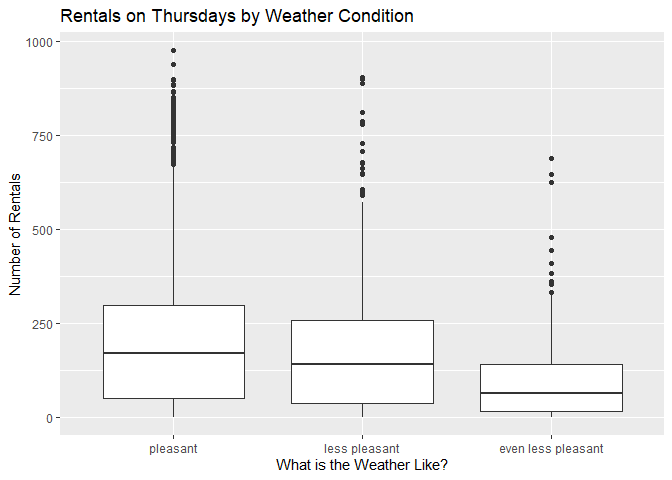 Rentals on Thursdays by Weather Condition
1000
750
500
250
0
Number of Rentals
pleasant
less pleasant
even less pleasant
What is the Weather Like?